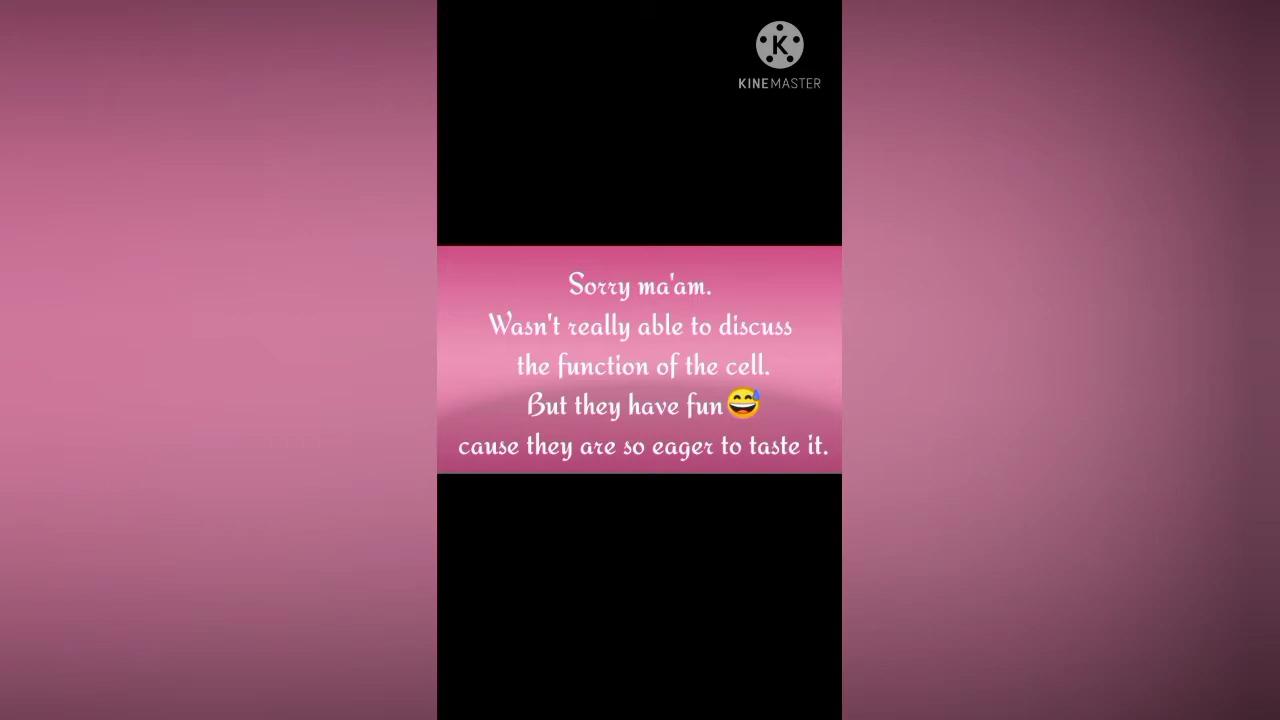 K
KINEMASTER
Sorry ma'am.
Wasn't really able to discuss
the function of the cell.
But they have fun😅
cause they are so eager to taste it.